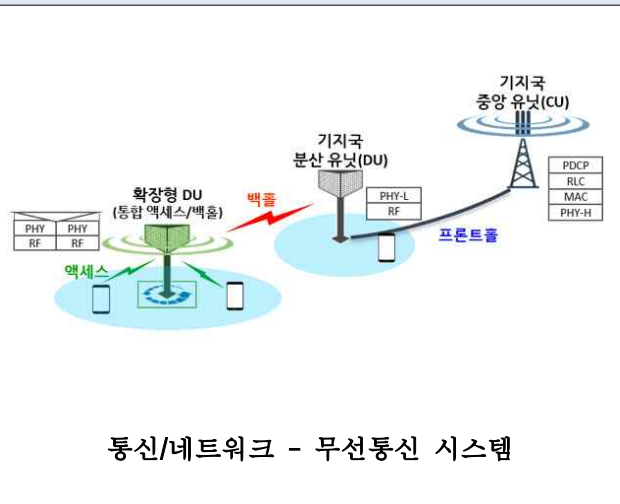 기지국
중앙 유닛(CU)
기지국
분산 유닛(DU)
PDCP
RLC
MAC
PHY-H
확장형 DU
(통합 액세스/백홀)
백홀
PHY-L
RF
PHY PHY
RF RF
프론트홀
액세스
통신/네트워크 - 무선통신 시스템